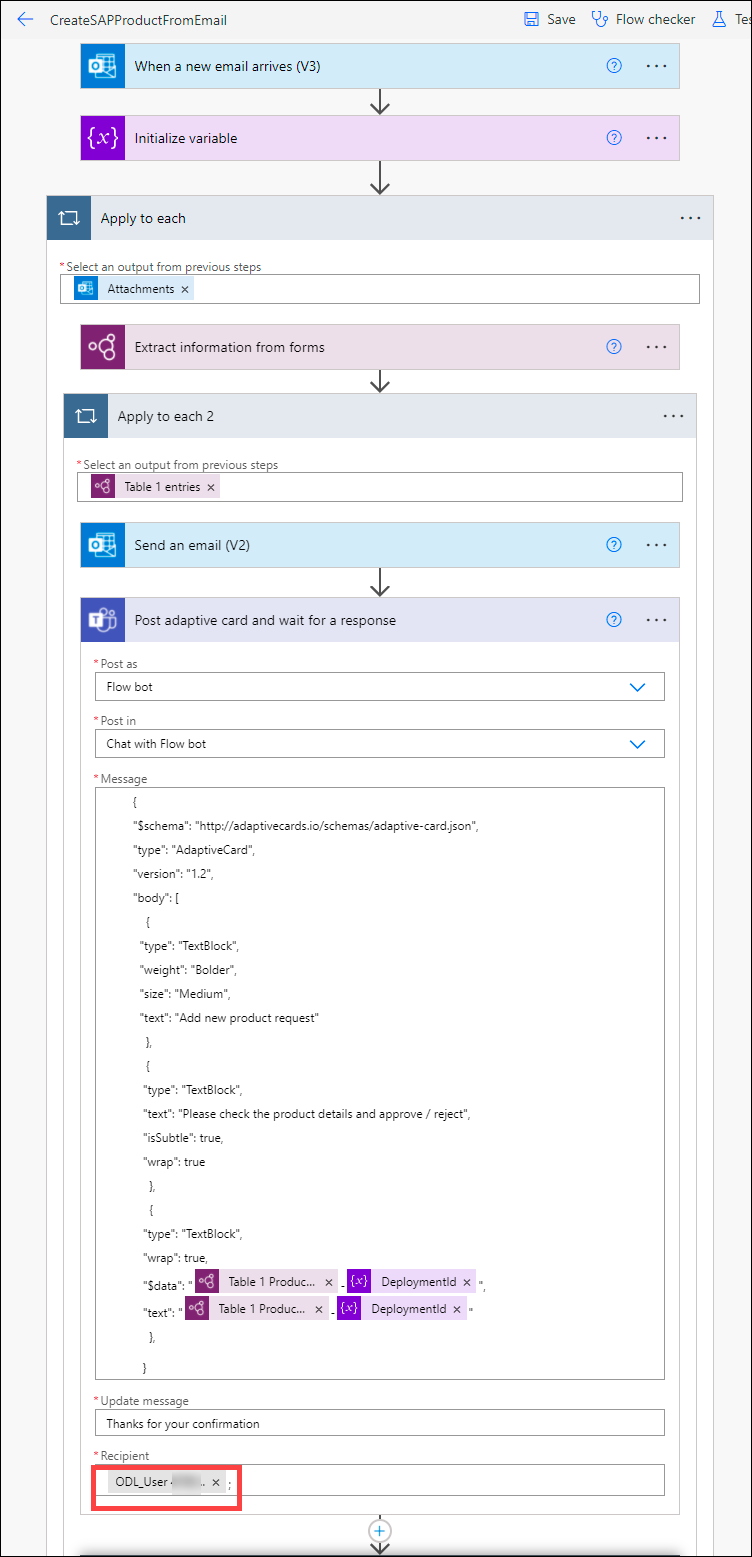 CreateSAPProductFromEmail
Save
Flow checker
Tes
When a new email arrives (V3)
{x} Initialize variable
Apply to each
*Select an output from previous steps
Attachments ×
Extract information from forms
Apply to each 2
*Select an output from previous steps
Table 1 entries ×
Send an email (V2)
Post adaptive card and wait for a response
*Post as
Flow bot
*Post in
Chat with Flow bot
*Message
{
"$schema": "http://adaptivecards.io/schemas/adaptive-card.json",
"type": "AdaptiveCard",
"version": "1.2",
"body": [
{
"type": "TextBlock",
"weight": "Bolder",
"size": "Medium",
"text": "Add new product request"
},
{
"type": "TextBlock",
"text": "Please check the product details and approve / reject",
"isSubtle": true,
"wrap": true
},
{
"type": "TextBlock",
"wrap": true,
"$data": " Table 1 Produc... × - {x} DeploymentId × ",
"text": " Table 1 Produc... × - {x} DeploymentId × "
},
}
*Update message
Thanks for your confirmation
*Recipient
ODL_User .. × ;